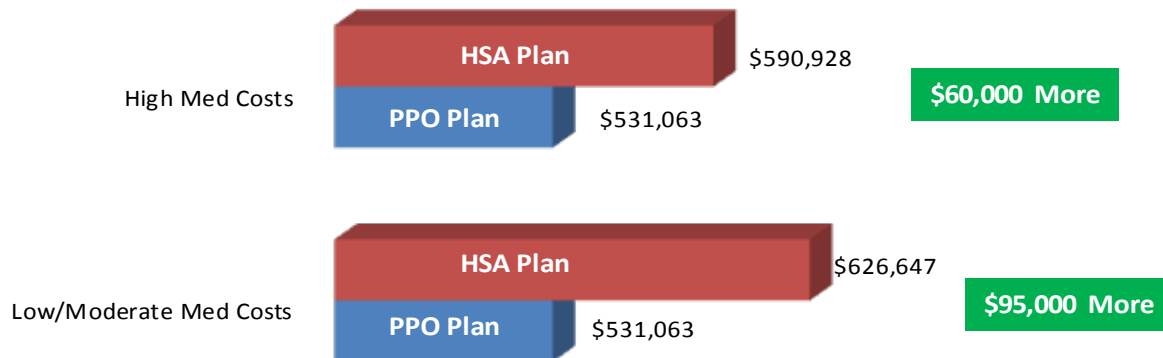 HSA Plan
$590,928
High Med Costs
$60,000 More
PPO Plan
$531,063
HSA Plan
$626,647
Low/Moderate Med Costs
$95,000 More
PPO Plan
$531,063